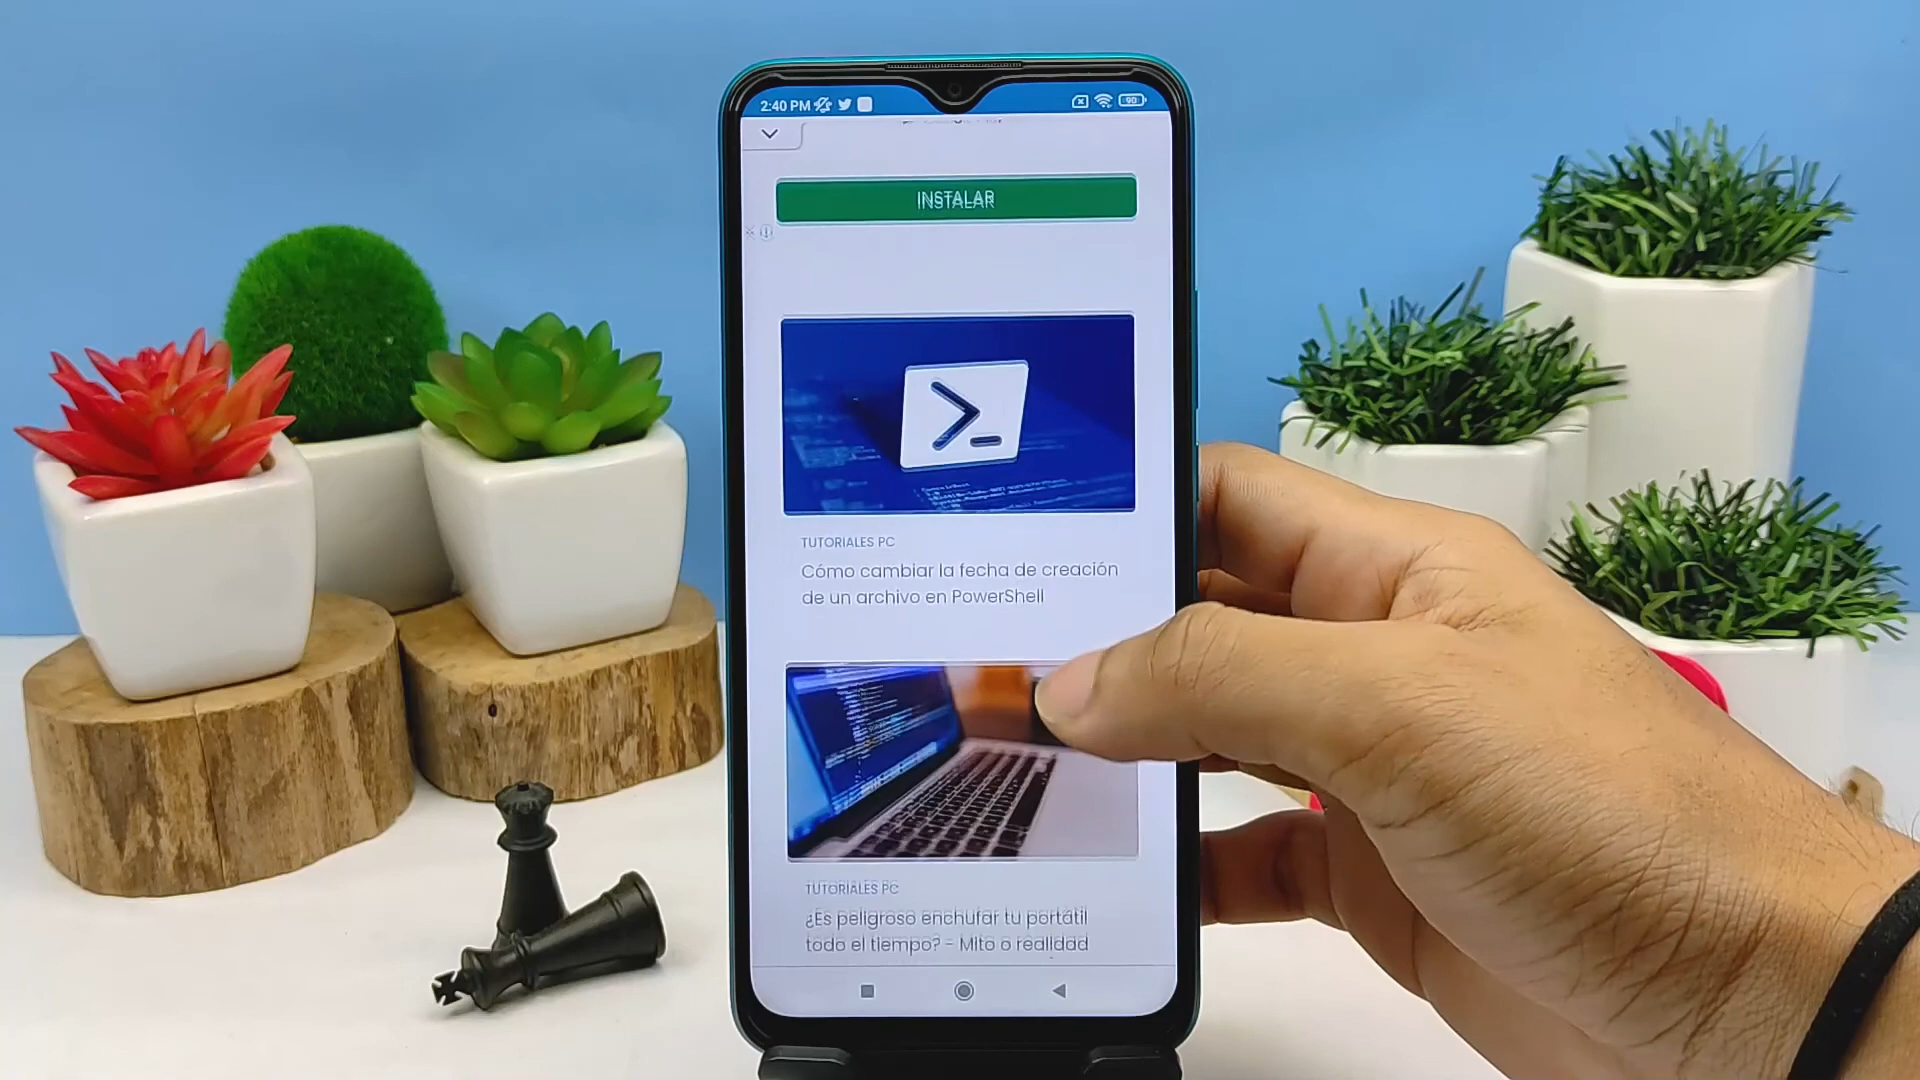 2:40 PM
90
INSTALAR
TUTORIALES PC
Cómo cambiar la fecha de creación
de un archivo en PowerShell
TUTORIALES PC
¿Es peligroso enchufar tu portátil
todo el tiempo? - Mito o realidad